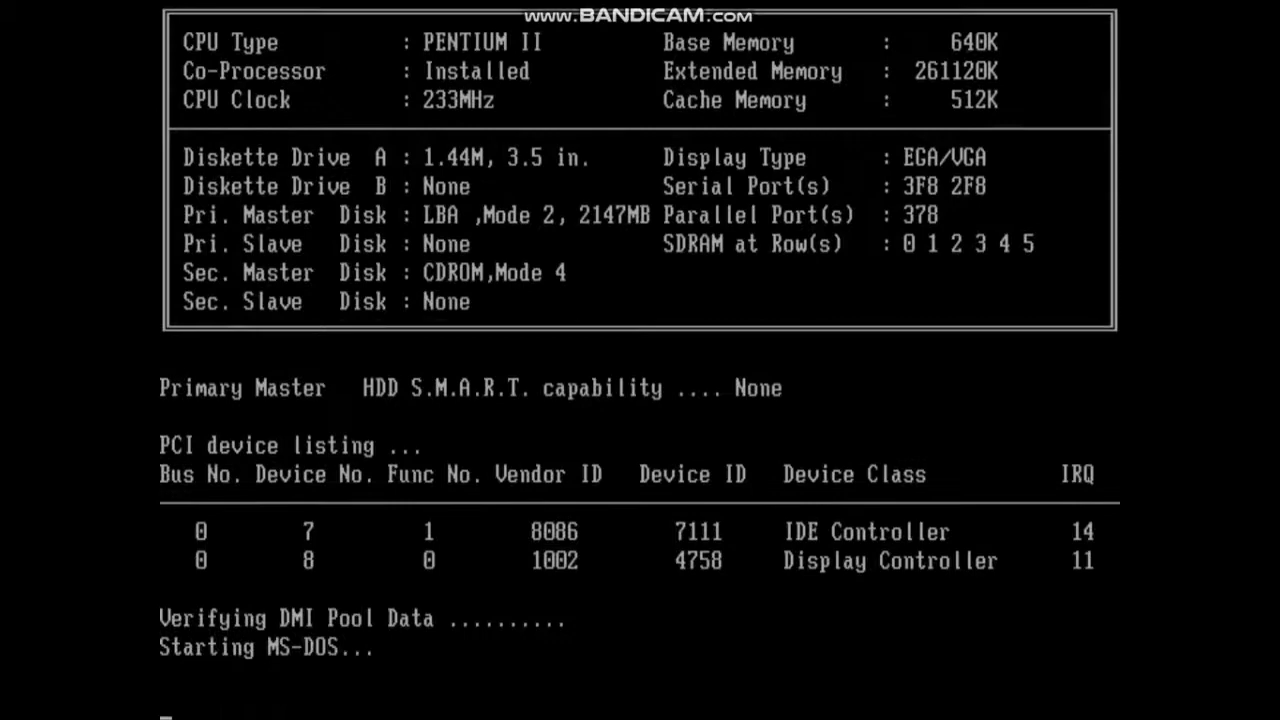 www.BANDICAM.com
CPU Type : PENTIUM II Base Memory : 640K
Co-Processor : Installed Extended Memory : 261120K
CPU Clock : 233MHz Cache Memory : 512K
Diskette Drive A : 1.44M, 3.5 in. Display Type : EGA/VGA
Diskette Drive B : None Serial Port(s) : 3F8 2F8
Pri. Master Disk : LBA ,Mode 2, 2147MB Parallel Port(s) : 378
Pri. Slave Disk : None SDRAM at Row(s) : 0 1 2 3 4 5
Sec. Master Disk : CDROM,Mode 4
Sec. Slave Disk : None
Primary Master HDD S.M.A.R.T. capability .... None
PCI device listing ...
Bus No. Device No. Func No. Vendor ID Device ID Device Class IRQ
0 7 1 8086 7111 IDE Controller 14
0 8 0 1002 4758 Display Controller 11
Verifying DMI Pool Data ..........
Starting MS-DOS...